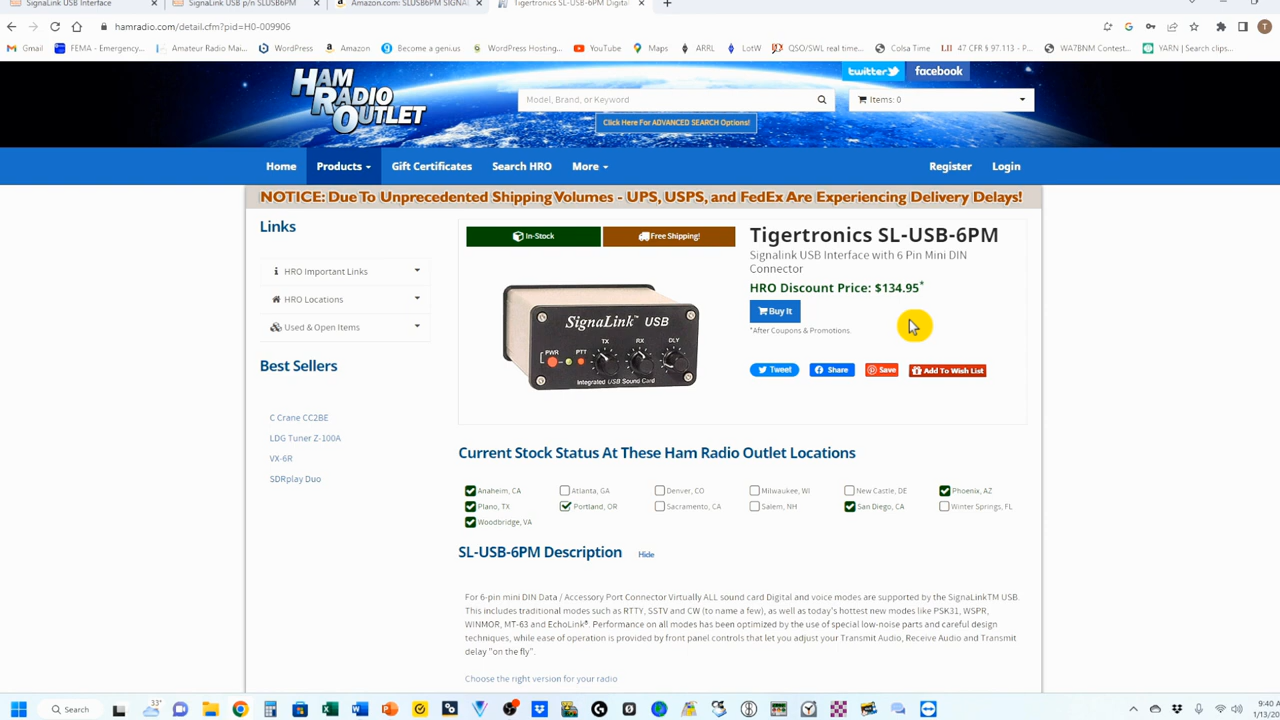 SignaLink USB Interface
SignaLink USB p/n SLUSB6PM
Amazon.com: SLUSB6PM SIGNAL
Tigertronics SL-USB-6PM Digital
hamradio.com/detail.cfm?pid=H0-009906
T
Gmail
FEMA - Emergency...
Amateur Radio Mai...
WordPress
Amazon
Become a gen.ius
WordPress Hosting...
YouTube
Maps
ARRL
LotW
QSO/SWL real time...
Colsa Time
47 CFR § 97.113 - P...
WA7BNM Contest...
YARN | Search clips...
HAM
RADIO
OUTLET
twitter
facebook
Model, Brand, or Keyword
Items: 0
Click Here For ADVANCED SEARCH Options!
Home
Products
Gift Certificates
Search HRO
More
Register
Login
NOTICE: Due To Unprecedented Shipping Volumes - UPS, USPS, and FedEx Are Experiencing Delivery Delays!
Links
HRO Important Links
HRO Locations
Used & Open Items
Best Sellers
C Crane CC2BE
LDG Tuner Z-100A
VX-6R
SDRplay Duo
In-Stock
Free Shipping!
SignaLink™ USB
PWR
PTT
TX
RX
DLY
Integrated USB Sound Card
Tigertronics SL-USB-6PM
Signalink USB Interface with 6 Pin Mini DIN
Connector
HRO Discount Price: $134.95*
Buy It
*After Coupons & Promotions.
Tweet
Share
Save
Add To Wish List
Current Stock Status At These Ham Radio Outlet Locations
Anaheim, CA
Atlanta, GA
Denver, CO
Milwaukee, WI
New Castle, DE
Phoenix, AZ
Plano, TX
Portland, OR
Sacramento, CA
Salem, NH
San Diego, CA
Winter Springs, FL
Woodbridge, VA
SL-USB-6PM Description
Hide
For 6-pin mini DIN Data / Accessory Port Connector Virtually ALL sound card Digital and voice modes are supported by the SignaLinkTM USB.
This includes traditional modes such as RTTY, SSTV and CW (to name a few), as well as today's hottest new modes like PSK31, WSPR,
WINMOR, MT-63 and EchoLink®. Performance on all modes has been optimized by the use of special low-noise parts and careful design
techniques, while ease of operation is provided by front panel controls that let you adjust your Transmit Audio, Receive Audio and Transmit
delay "on the fly".
Choose the right version for your radio
Search
33°
9:40
1/13/20